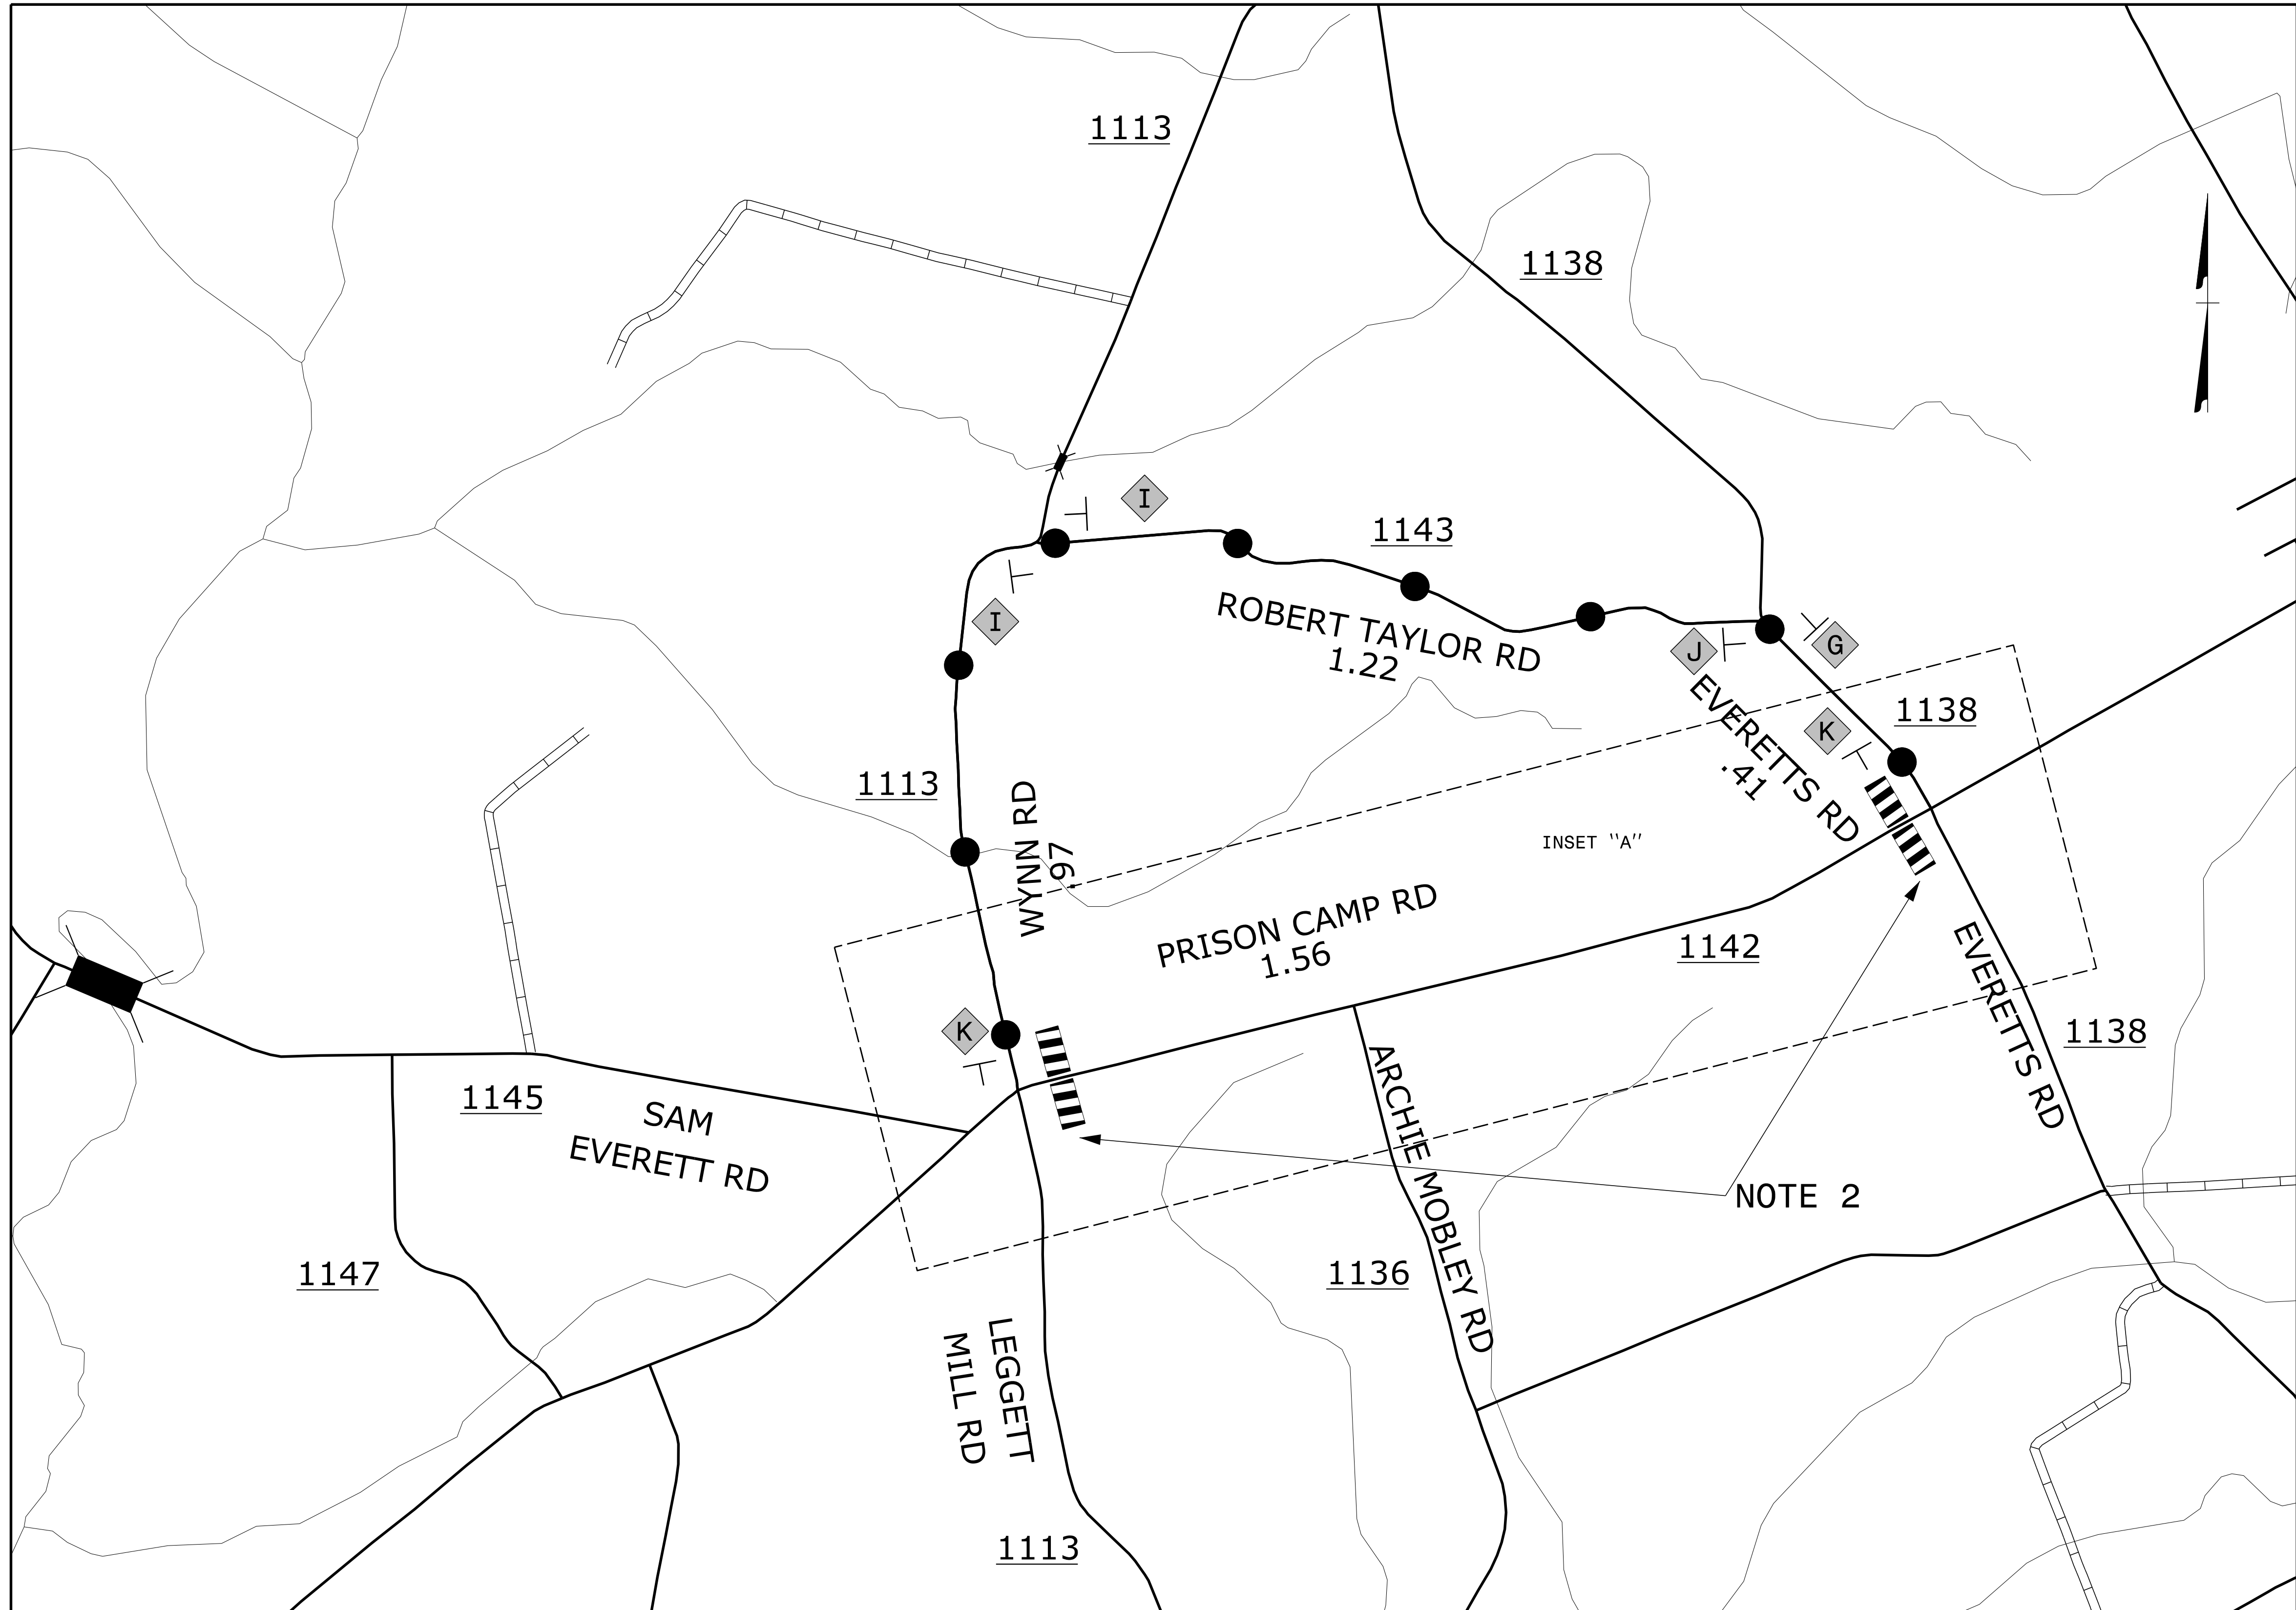 1113
1138
I
1143
I
ROBERT TAYLOR RD
1.22
J
G
EVERETTS RD
.41
K
1138
1113
WYNN RD
.97
INSET "A"
PRISON CAMP RD
1.56
1142
EVERETTS RD
1138
K
1145
SAM
EVERETT RD
ARCHIE MOBLEY RD
NOTE 2
1147
1136
LEGGETT
MILL RD
1113